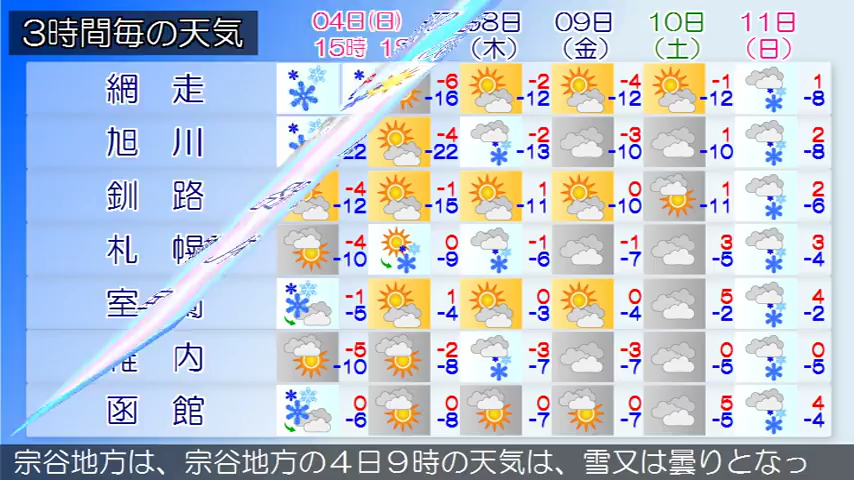 3時間毎の天気
04日(日) 08日 09日 10日 11日
15時 18 (木) (金) (土) (日)
網走 -6 -16 -2 -12 -4 -12 -1 -12 1 -8
旭川 -22 -4 -22 -2 -13 -3 -10 1 -10 2 -8
釧路 -4 -12 -1 -15 1 -11 0 -10 1 -11 2 -6
札幌 -4 -10 0 -9 -1 -6 -1 -7 3 -5 3 -4
室蘭 -1 -5 1 -4 0 -3 0 -4 5 -2 4 -2
稚内 -5 -10 -2 -8 -3 -7 -3 -7 0 -5 0 -5
函館 0 -6 0 -8 0 -7 0 -7 5 -5 4 -4
宗谷地方は、宗谷地方の4日9時の天気は、雪又は曇りとなっ